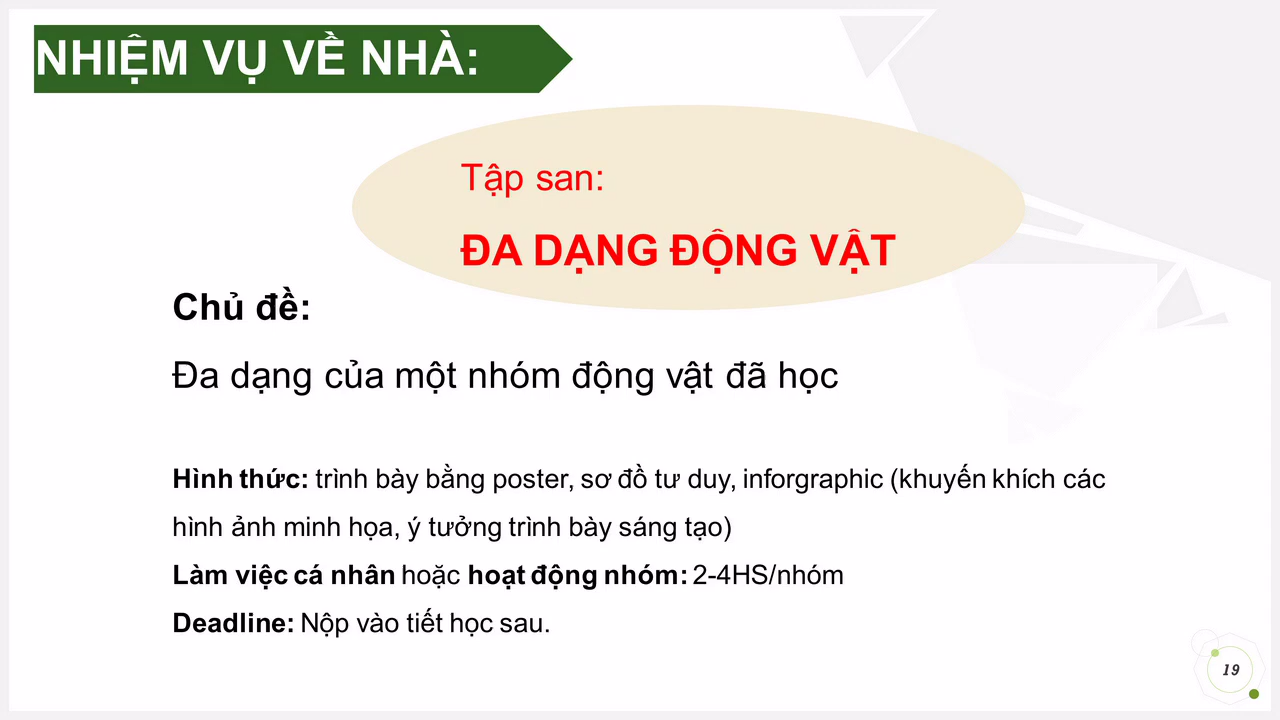 NHIỆM VỤ VỀ NHÀ:
Tập san:
ĐA DẠNG ĐỘNG VẬT
Chủ đề:
Đa dạng của một nhóm động vật đã học
Hình thức: trình bày bằng poster, sơ đồ tư duy, inforgraphic (khuyến khích các
hình ảnh minh họa, ý tưởng trình bày sáng tạo)
Làm việc cá nhân hoặc hoạt động nhóm: 2-4HS/nhóm
Deadline: Nộp vào tiết học sau.
19